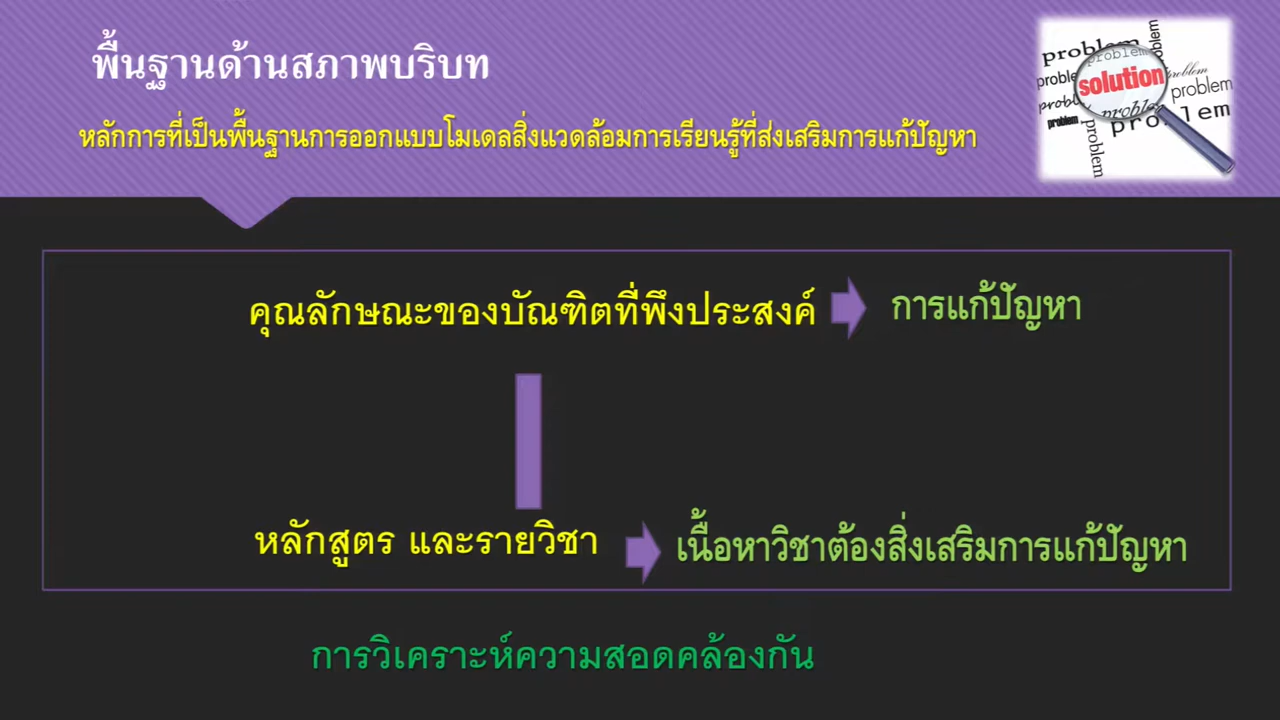 พื้นฐานด้านสภาพบริบท
หลักการที่เป็นพื้นฐานการออกแบบโมเดลสิ่งแวดล้อมการเรียนรู้ที่ส่งเสริมการแก้ปัญหา
problem
problem
problem
problem
problem
solution
problem
problem
problem
problem
คุณลักษณะของบัณฑิตที่พึงประสงค์
การแก้ปัญหา
หลักสูตร และรายวิชา
เนื้อหาวิชาต้องสิ่งเสริมการแก้ปัญหา
การวิเคราะห์ความสอดคล้องกัน